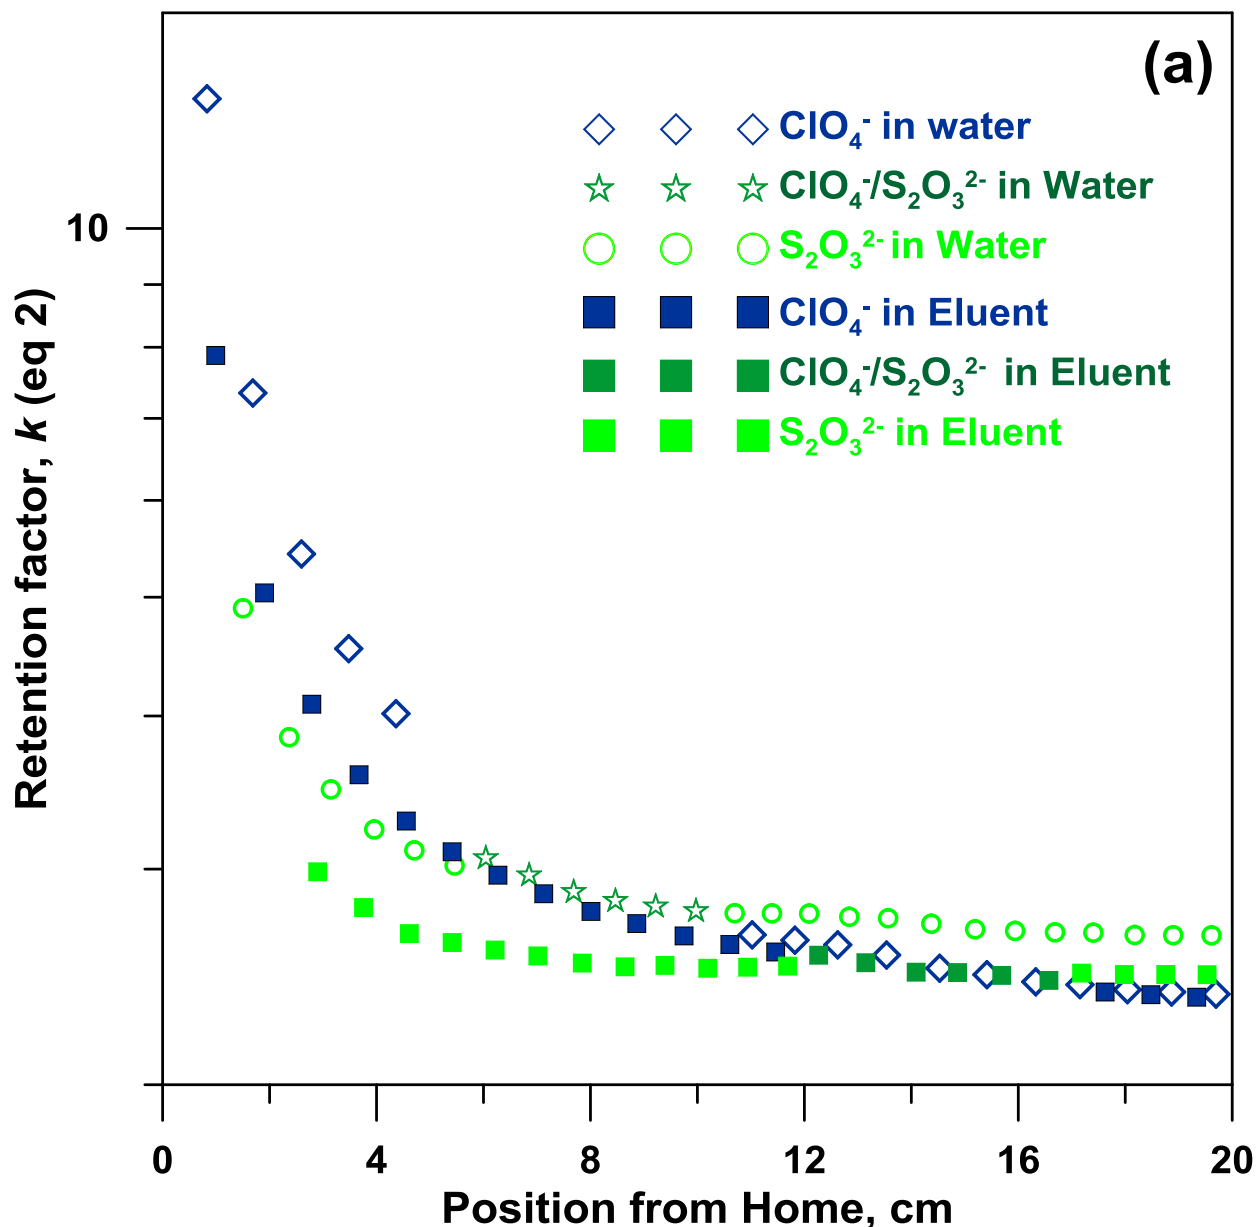 (a)
ClO₄⁻ in water
ClO₄⁻/S₂O₃²⁻ in Water
S₂O₃²⁻ in Water
ClO₄⁻ in Eluent
ClO₄⁻/S₂O₃²⁻ in Eluent
S₂O₃²⁻ in Eluent
10
Retention factor, k (eq 2)
0 4 8 12 16 20
Position from Home, cm